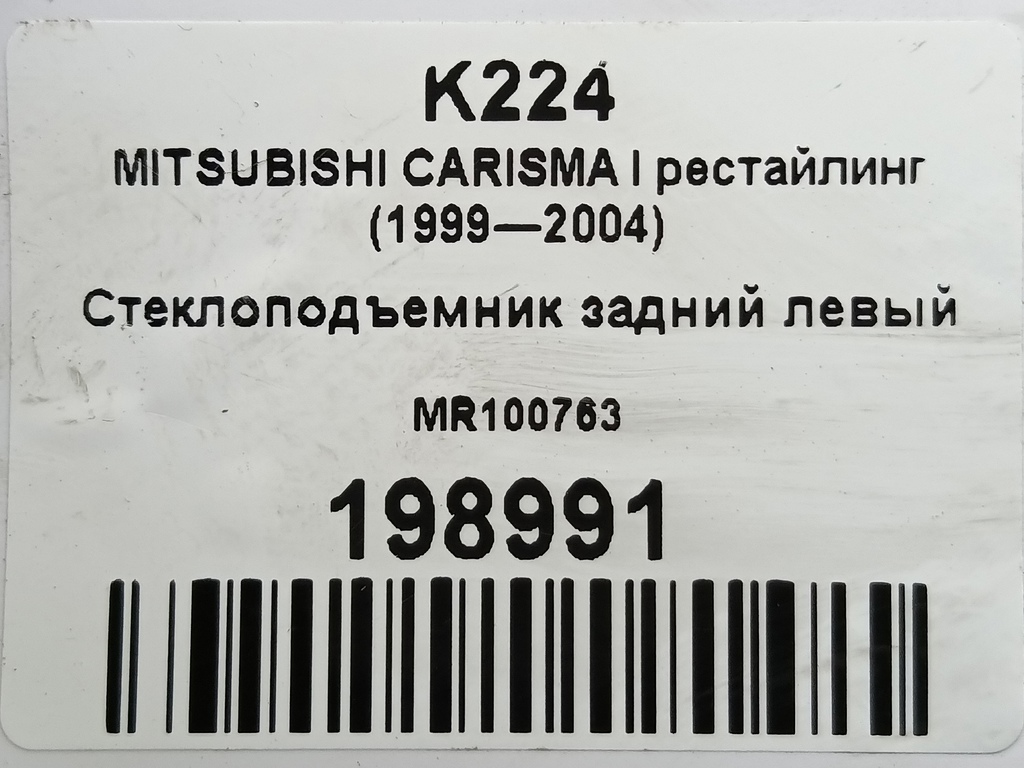 K224
MITSUBISHI CARISMA I рестайлинг
(1999—2004)
Стеклоподъемник задний левый
MR100763
198991